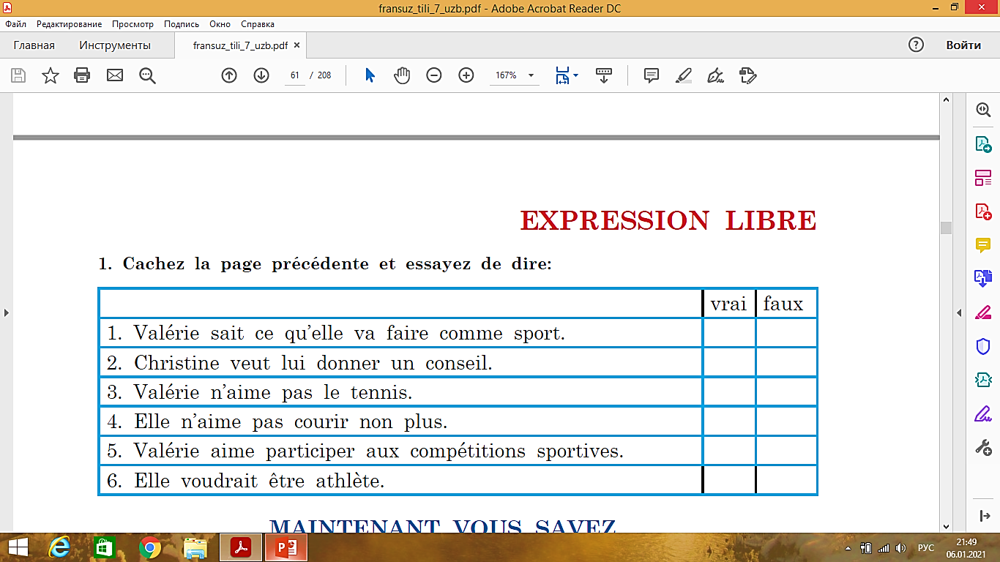 fransuz_tili_7_uzb.pdf - Adobe Acrobat Reader DC
Файл Редактирование Просмотр Подпись Окно Справка
Главная Инструменты fransuz_tili_7_uzb.pdf × Войти
61 / 208 167%
EXPRESSION LIBRE
1. Cachez la page précédente et essayez de dire:
vrai faux
1. Valérie sait ce qu'elle va faire comme sport.
2. Christine veut lui donner un conseil.
3. Valérie n'aime pas le tennis.
4. Elle n'aime pas courir non plus.
5. Valérie aime participer aux compétitions sportives.
6. Elle voudrait être athlète.
MAINTENANT VOUS SAVEZ
РУС
21:49
06.01.2021